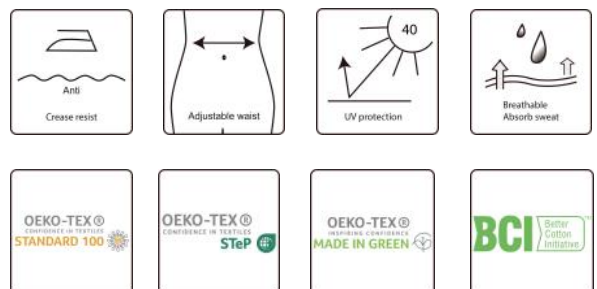 Anti
Crease resist
Adjustable waist
40
UV protection
Breathable
Absorb sweat
OEKO-TEX®
CONFIDENCE IN TEXTILES
STANDARD 100
OEKO-TEX®
CONFIDENCE IN TEXTILES
STeP
OEKO-TEX®
INSPIRING CONFIDENCE
MADE IN GREEN
BCI
Better
Cotton
Initiative